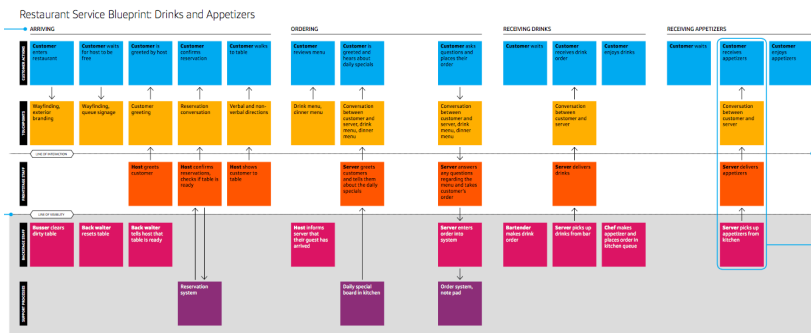 Restaurant Service Blueprint: Drinks and Appetizers
ARRIVING
ORDERING
RECEIVING DRINKS
RECEIVING APPETIZERS
CUSTOMER ACTIONS
Customer
enters
restaurant
Customer waits
for host to be
free
Customer is
greeted by host
Customer
confirms
reservation
Customer walks
to table
Customer
reviews menu
Customer is
greeted and
hears about
daily specials
Customer asks
questions and
places their
order
Customer waits
Customer
receives drink
order
Customer
enjoys drinks
Customer waits
Customer
receives
appetizers
Customer
enjoys
appetizers
TOUCHPOINTS
Wayfinding,
exterior
branding
Wayfinding,
queue signage
Customer
greeting
Reservation
conversation
Verbal and non-
verbal directions
Drink menu,
dinner menu
Conversation
between
customer and
server, drink
menu, dinner
menu
Conversation
between
customer and
server, drink
menu, dinner
menu
Conversation
between
customer and
server
Conversation
between
customer and
server
LINE OF INTERACTION
FRONTSTAGE STAFF
Host greets
customer
Host confirms
reservations,
checks if table is
ready
Host shows
customer to
table
Server greets
customers
and tells them
about the daily
specials
Server answers
any questions
regarding the
menu and takes
customer's
order
Server delivers
drinks
Server delivers
appetizers
LINE OF VISIBILITY
BACKSTAGE STAFF
Busser clears
dirty table
Back waiter
resets table
Back waiter
tells host that
table is ready
Host informs
server that
their guest has
arrived
Server enters
order into
system
Bartender
makes drink
order
Server picks up
drinks from bar
Chef makes
appetizer and
places order in
kitchen queue
Server picks up
appetizers from
kitchen
SUPPORT PROCESSES
Reservation
system
Daily special
board in kitchen
Order system,
note pad